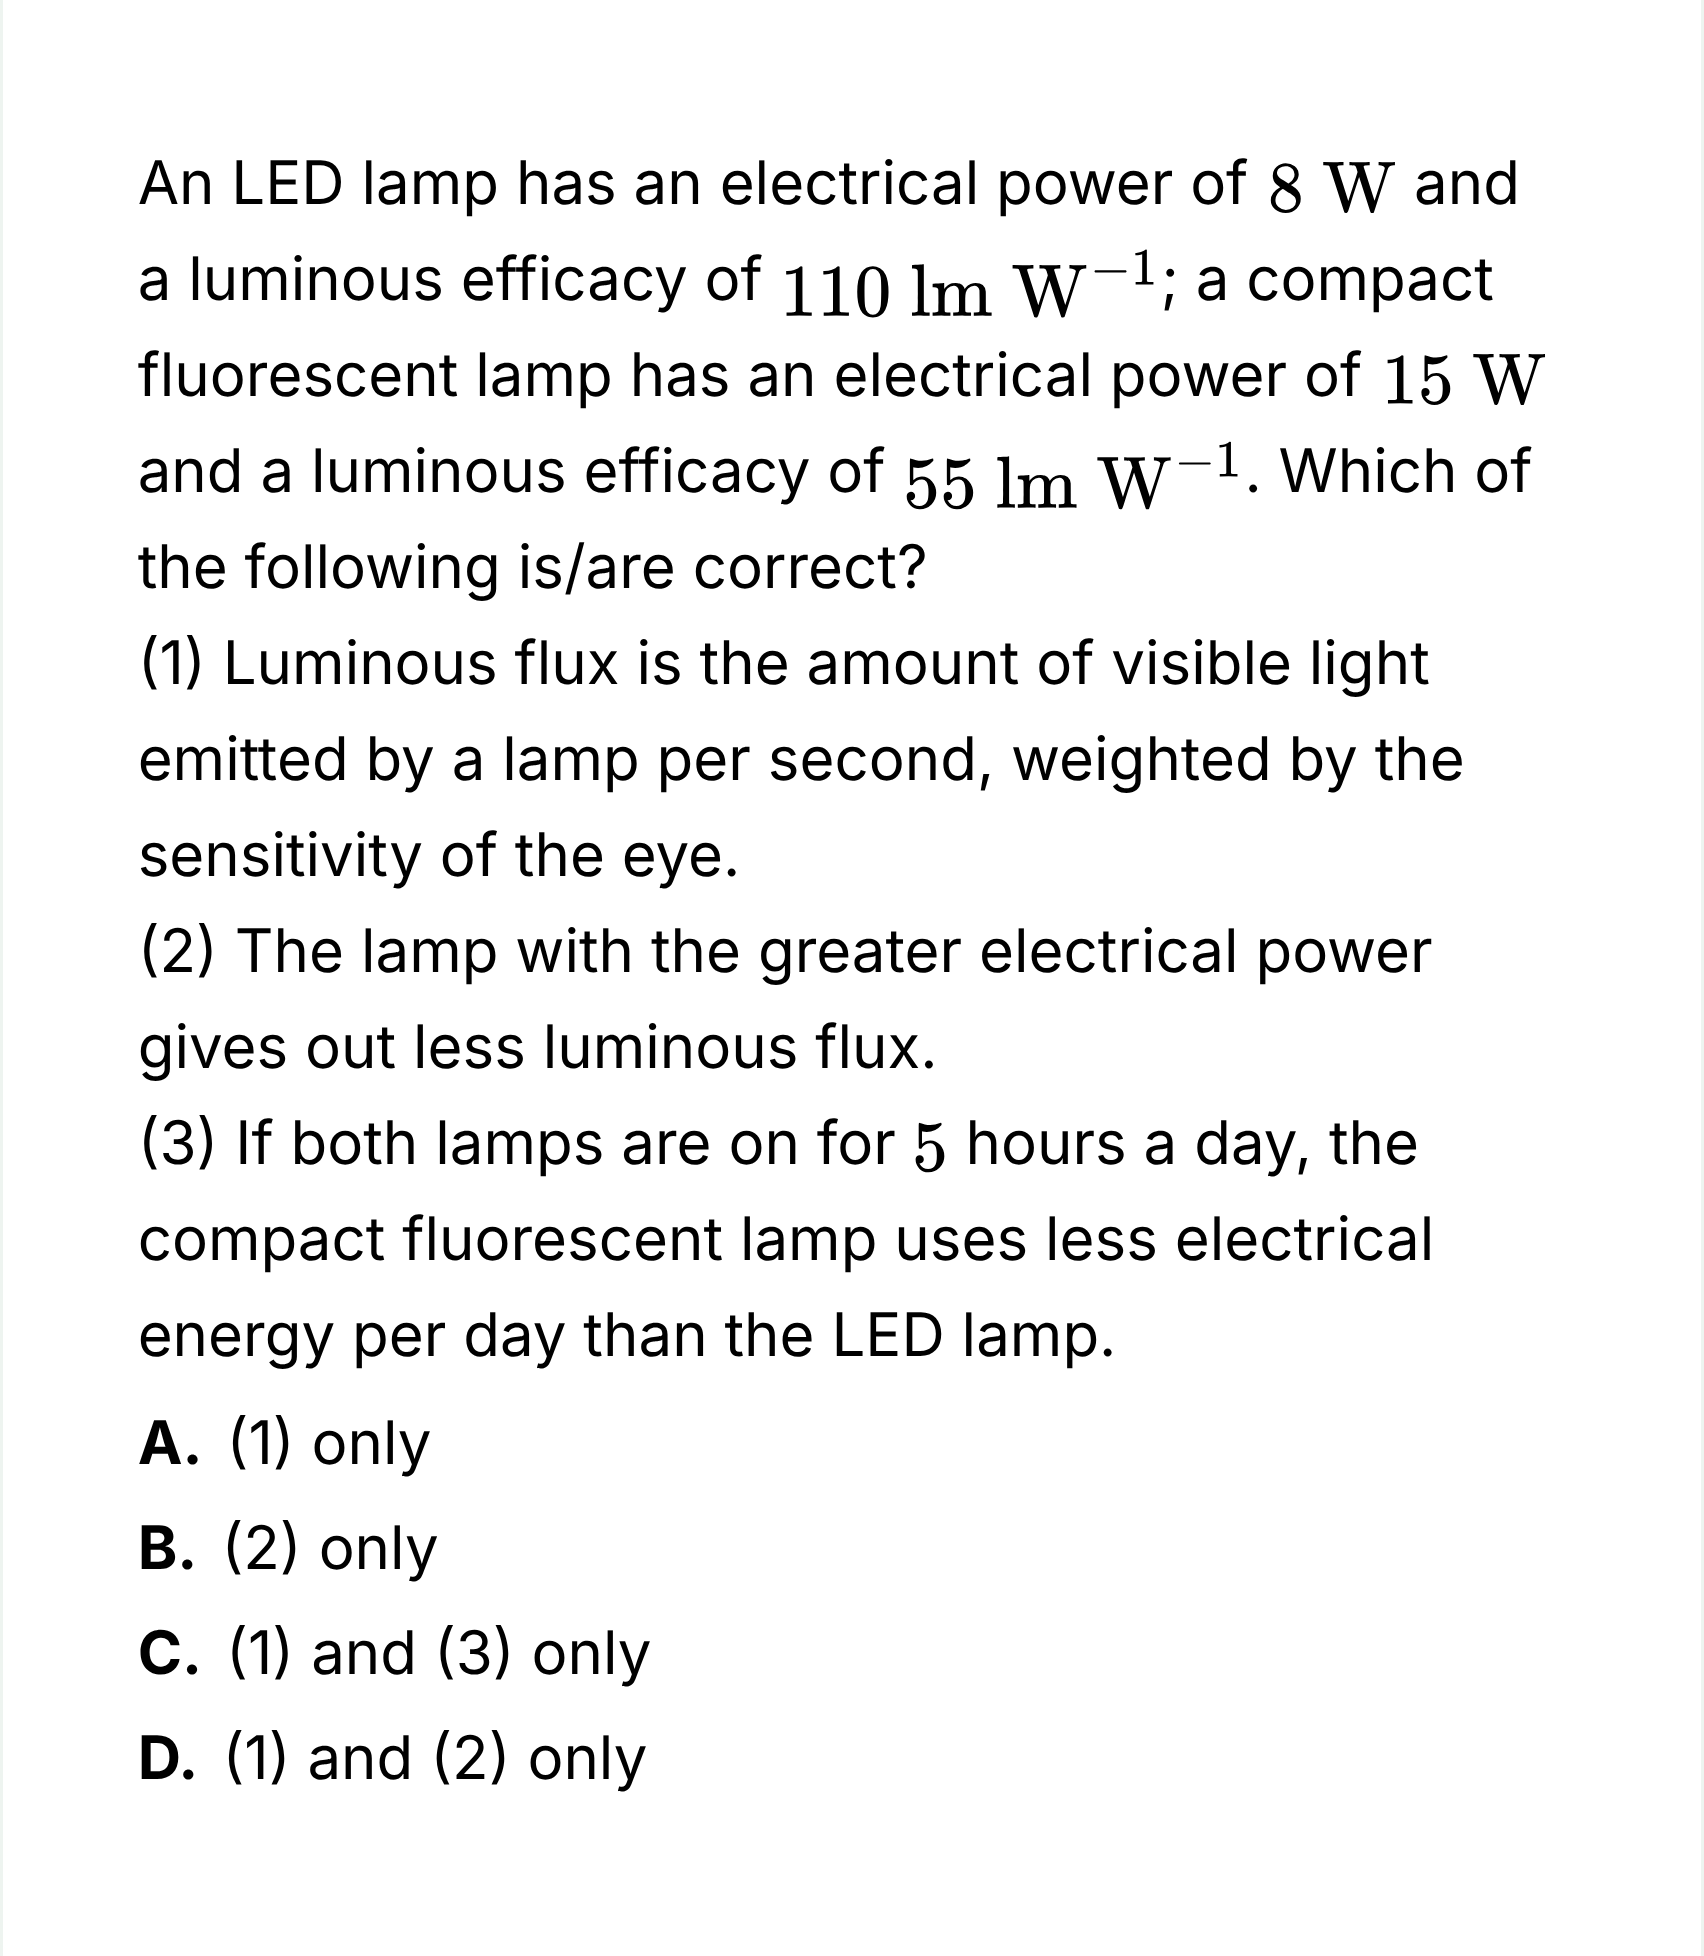 An LED lamp has an electrical power of 8 W and
a luminous efficacy of 110 lm W⁻¹; a compact
fluorescent lamp has an electrical power of 15 W
and a luminous efficacy of 55 lm W⁻¹. Which of
the following is/are correct?
(1) Luminous flux is the amount of visible light
emitted by a lamp per second, weighted by the
sensitivity of the eye.
(2) The lamp with the greater electrical power
gives out less luminous flux.
(3) If both lamps are on for 5 hours a day, the
compact fluorescent lamp uses less electrical
energy per day than the LED lamp.
A. (1) only
B. (2) only
C. (1) and (3) only
D. (1) and (2) only